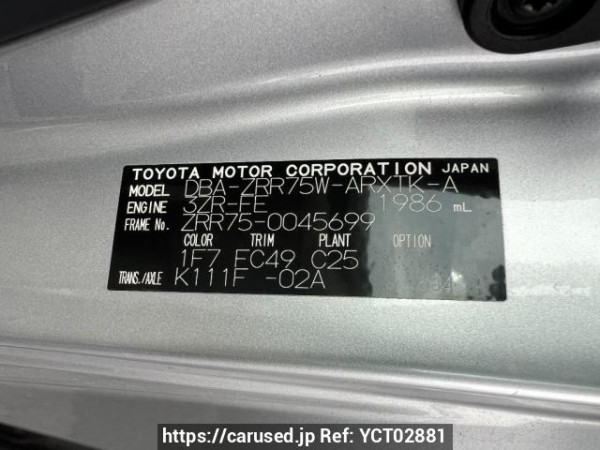 TOYOTA MOTOR CORPORATION JAPAN
MODEL DBA-ZRR75W-ARXTK-A
ENGINE 3ZR-FE 1986 mL
FRAME No. ZRR75-0045699
COLOR TRIM PLANT OPTION
1F7 FC49 C25
TRANS./AXLE K111F -02A
https://carused.jp Ref: YCT02881